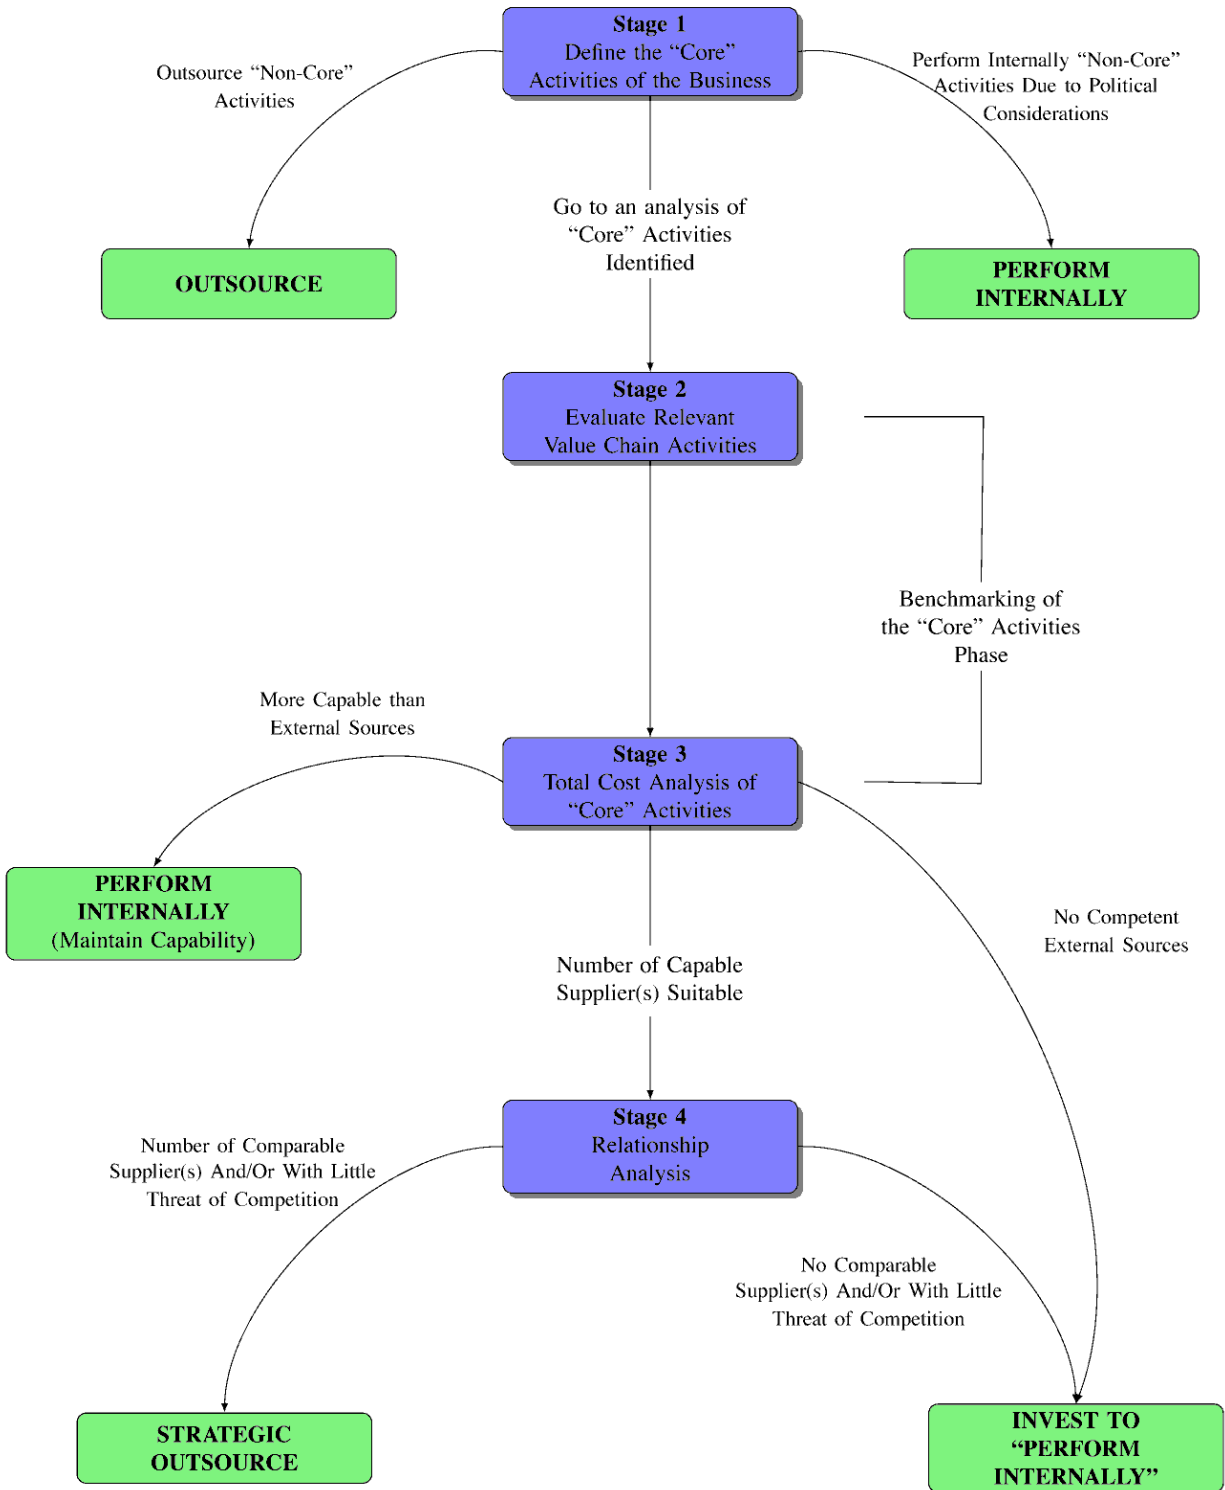 Stage 1
Define the “Core”
Activities of the Business
Outsource “Non-Core”
Activities
Perform Internally “Non-Core”
Activities Due to Political
Considerations
Go to an analysis of
“Core” Activities
Identified
OUTSOURCE
PERFORM
INTERNALLY
Stage 2
Evaluate Relevant
Value Chain Activities
Benchmarking of
the “Core” Activities
Phase
More Capable than
External Sources
Stage 3
Total Cost Analysis of
“Core” Activities
PERFORM
INTERNALLY
(Maintain Capability)
No Competent
External Sources
Number of Capable
Supplier(s) Suitable
Stage 4
Relationship
Analysis
Number of Comparable
Supplier(s) And/Or With Little
Threat of Competition
No Comparable
Supplier(s) And/Or With Little
Threat of Competition
STRATEGIC
OUTSOURCE
INVEST TO
“PERFORM
INTERNALLY”